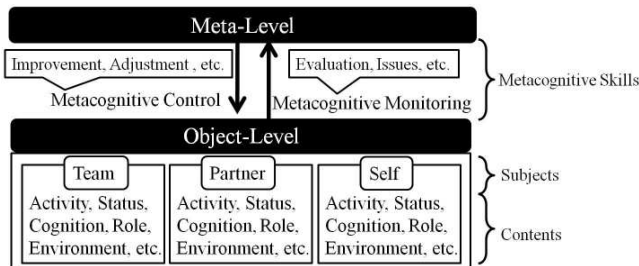 Meta-Level
Improvement, Adjustment , etc.
Evaluation, Issues, etc.
Metacognitive Control
Metacognitive Monitoring
Metacognitive Skills
Object-Level
Team
Partner
Self
Subjects
Activity, Status,
Cognition, Role,
Environment, etc.
Activity, Status,
Cognition, Role,
Environment, etc.
Activity, Status,
Cognition, Role,
Environment, etc.
Contents